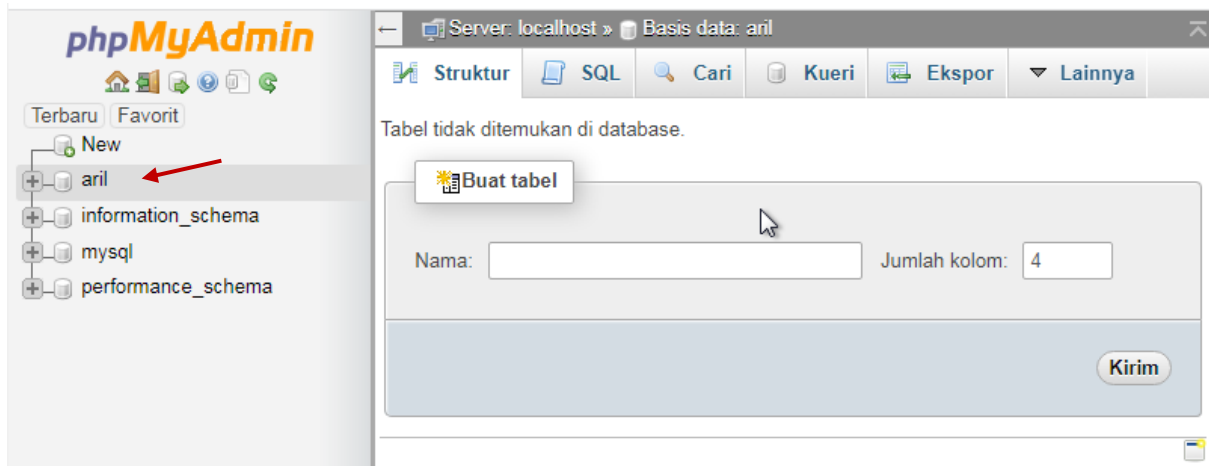 phpMyAdmin
Terbaru Favorit
New
aril
information_schema
mysql
performance_schema
Server: localhost » Basis data: aril
Struktur SQL Cari Kueri Ekspor Lainnya
Tabel tidak ditemukan di database.
Buat tabel
Nama: Jumlah kolom: 4
Kirim